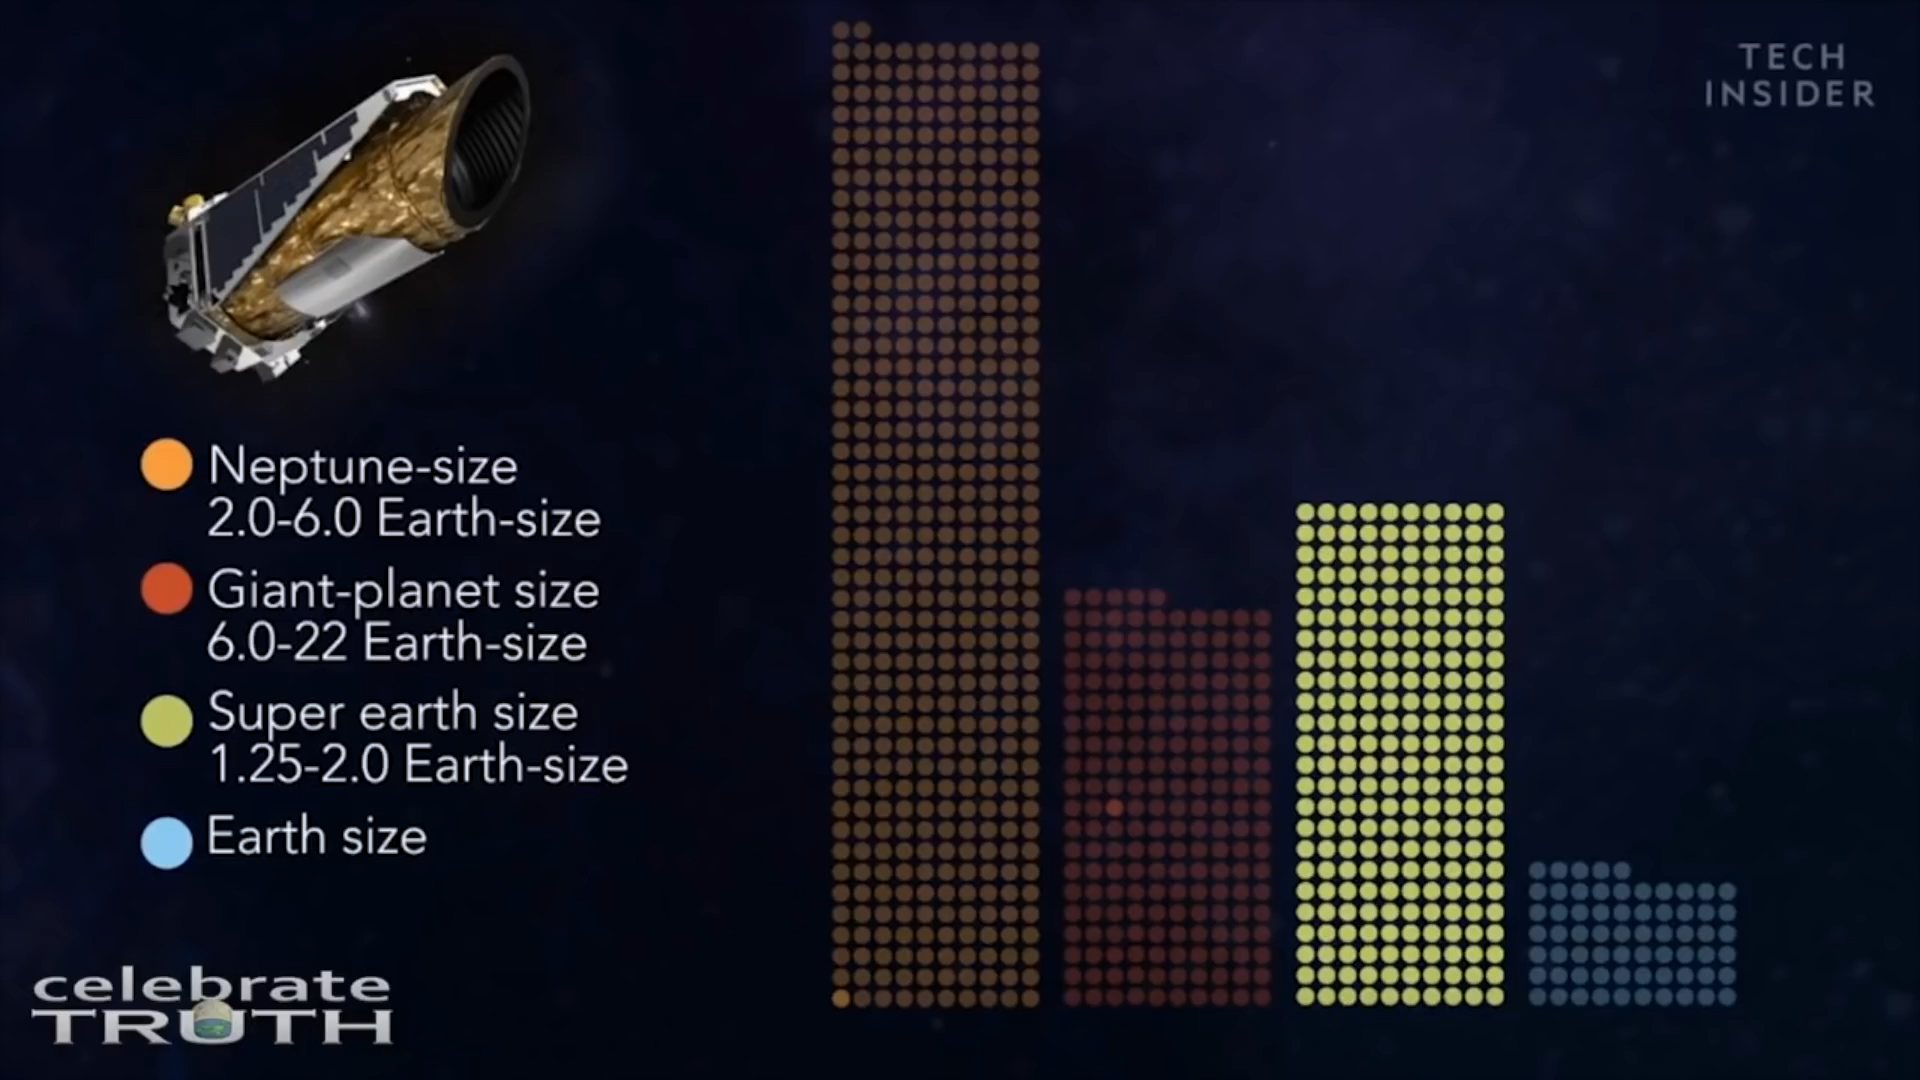 TECH
INSIDER
Neptune-size
2.0-6.0 Earth-size
Giant-planet size
6.0-22 Earth-size
Super earth size
1.25-2.0 Earth-size
Earth size
celebrate
TRUTH